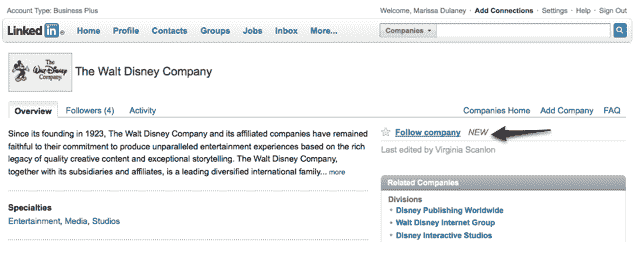 Account Type: Business Plus
Welcome, Marissa Dulaney · Add Connections · Settings · Help · Sign Out
Linked in
Home Profile Contacts Groups Jobs Inbox More...
Companies
The Walt Disney Company
The Walt Disney Company
Overview Followers (4) Activity
Companies Home Add Company FAQ
Since its founding in 1923, The Walt Disney Company and its affiliated companies have remained
faithful to their commitment to produce unparalleled entertainment experiences based on the rich
legacy of quality creative content and exceptional storytelling. The Walt Disney Company,
together with its subsidiaries and affiliates, is a leading diversified international family... more
Specialties
Entertainment, Media, Studios
Follow company NEW
Last edited by Virginia Scanlon
Related Companies
Divisions
• Disney Publishing Worldwide
• Walt Disney Internet Group
• Disney Interactive Studios